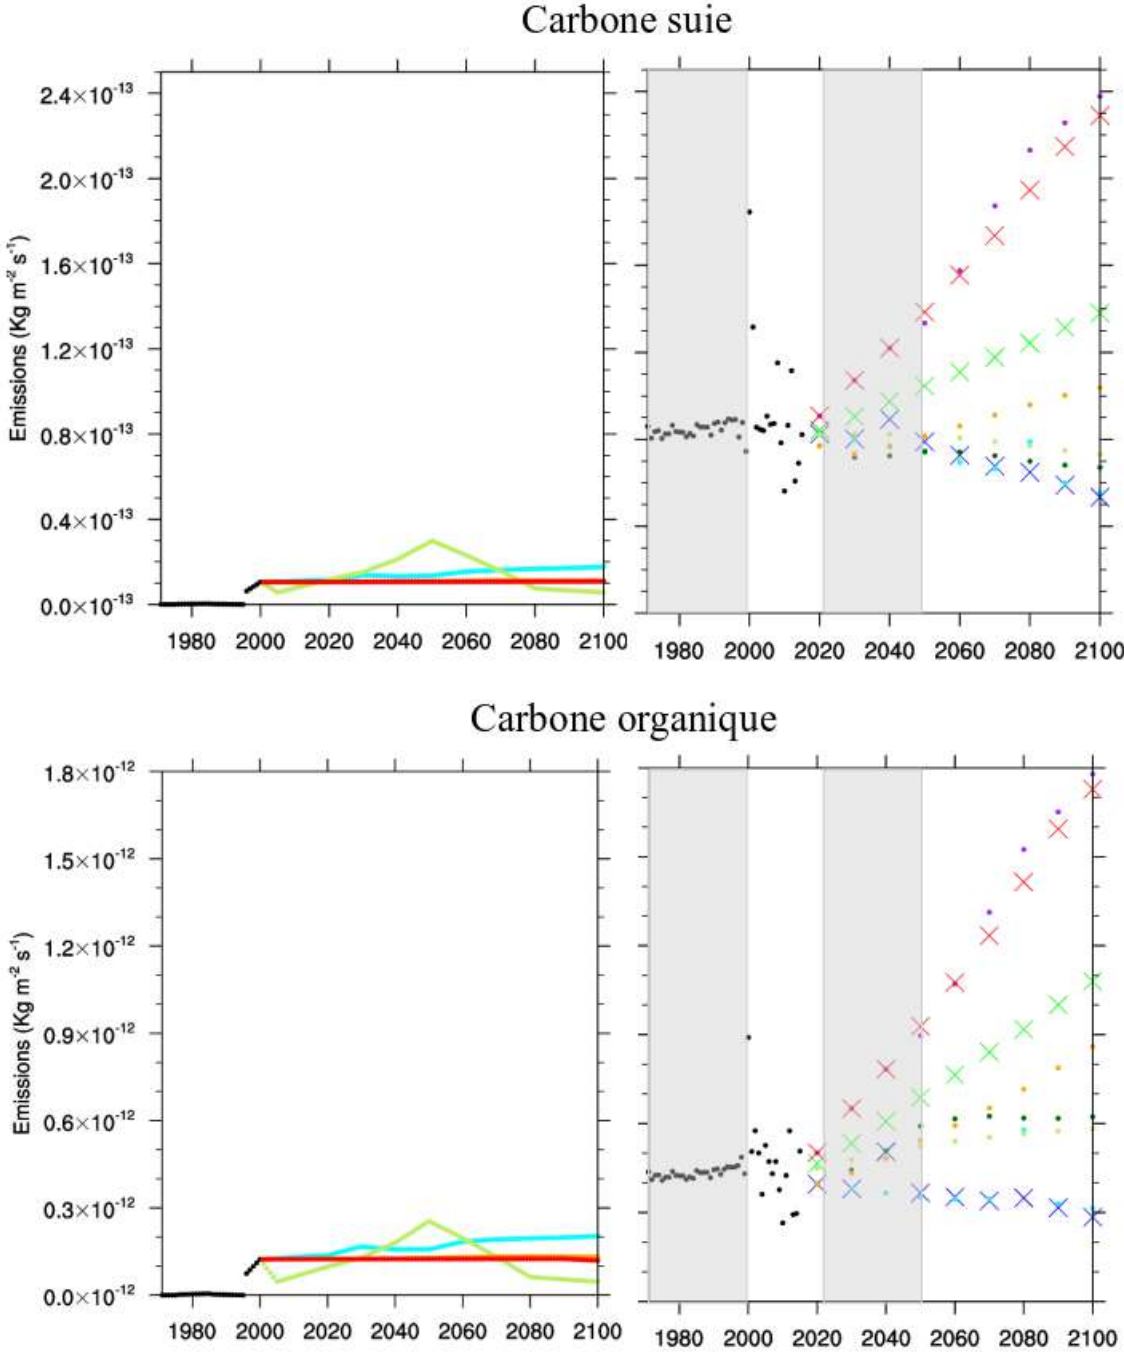 Carbone suie
Emissions (Kg m⁻² s⁻¹)
2.4×10⁻¹³
2.0×10⁻¹³
1.6×10⁻¹³
1.2×10⁻¹³
0.8×10⁻¹³
0.4×10⁻¹³
0.0×10⁻¹³
1980 2000 2020 2040 2060 2080 2100
1980 2000 2020 2040 2060 2080 2100
Carbone organique
Emissions (Kg m⁻² s⁻¹)
1.8×10⁻¹²
1.5×10⁻¹²
1.2×10⁻¹²
0.9×10⁻¹²
0.6×10⁻¹²
0.3×10⁻¹²
0.0×10⁻¹²
1980 2000 2020 2040 2060 2080 2100
1980 2000 2020 2040 2060 2080 2100